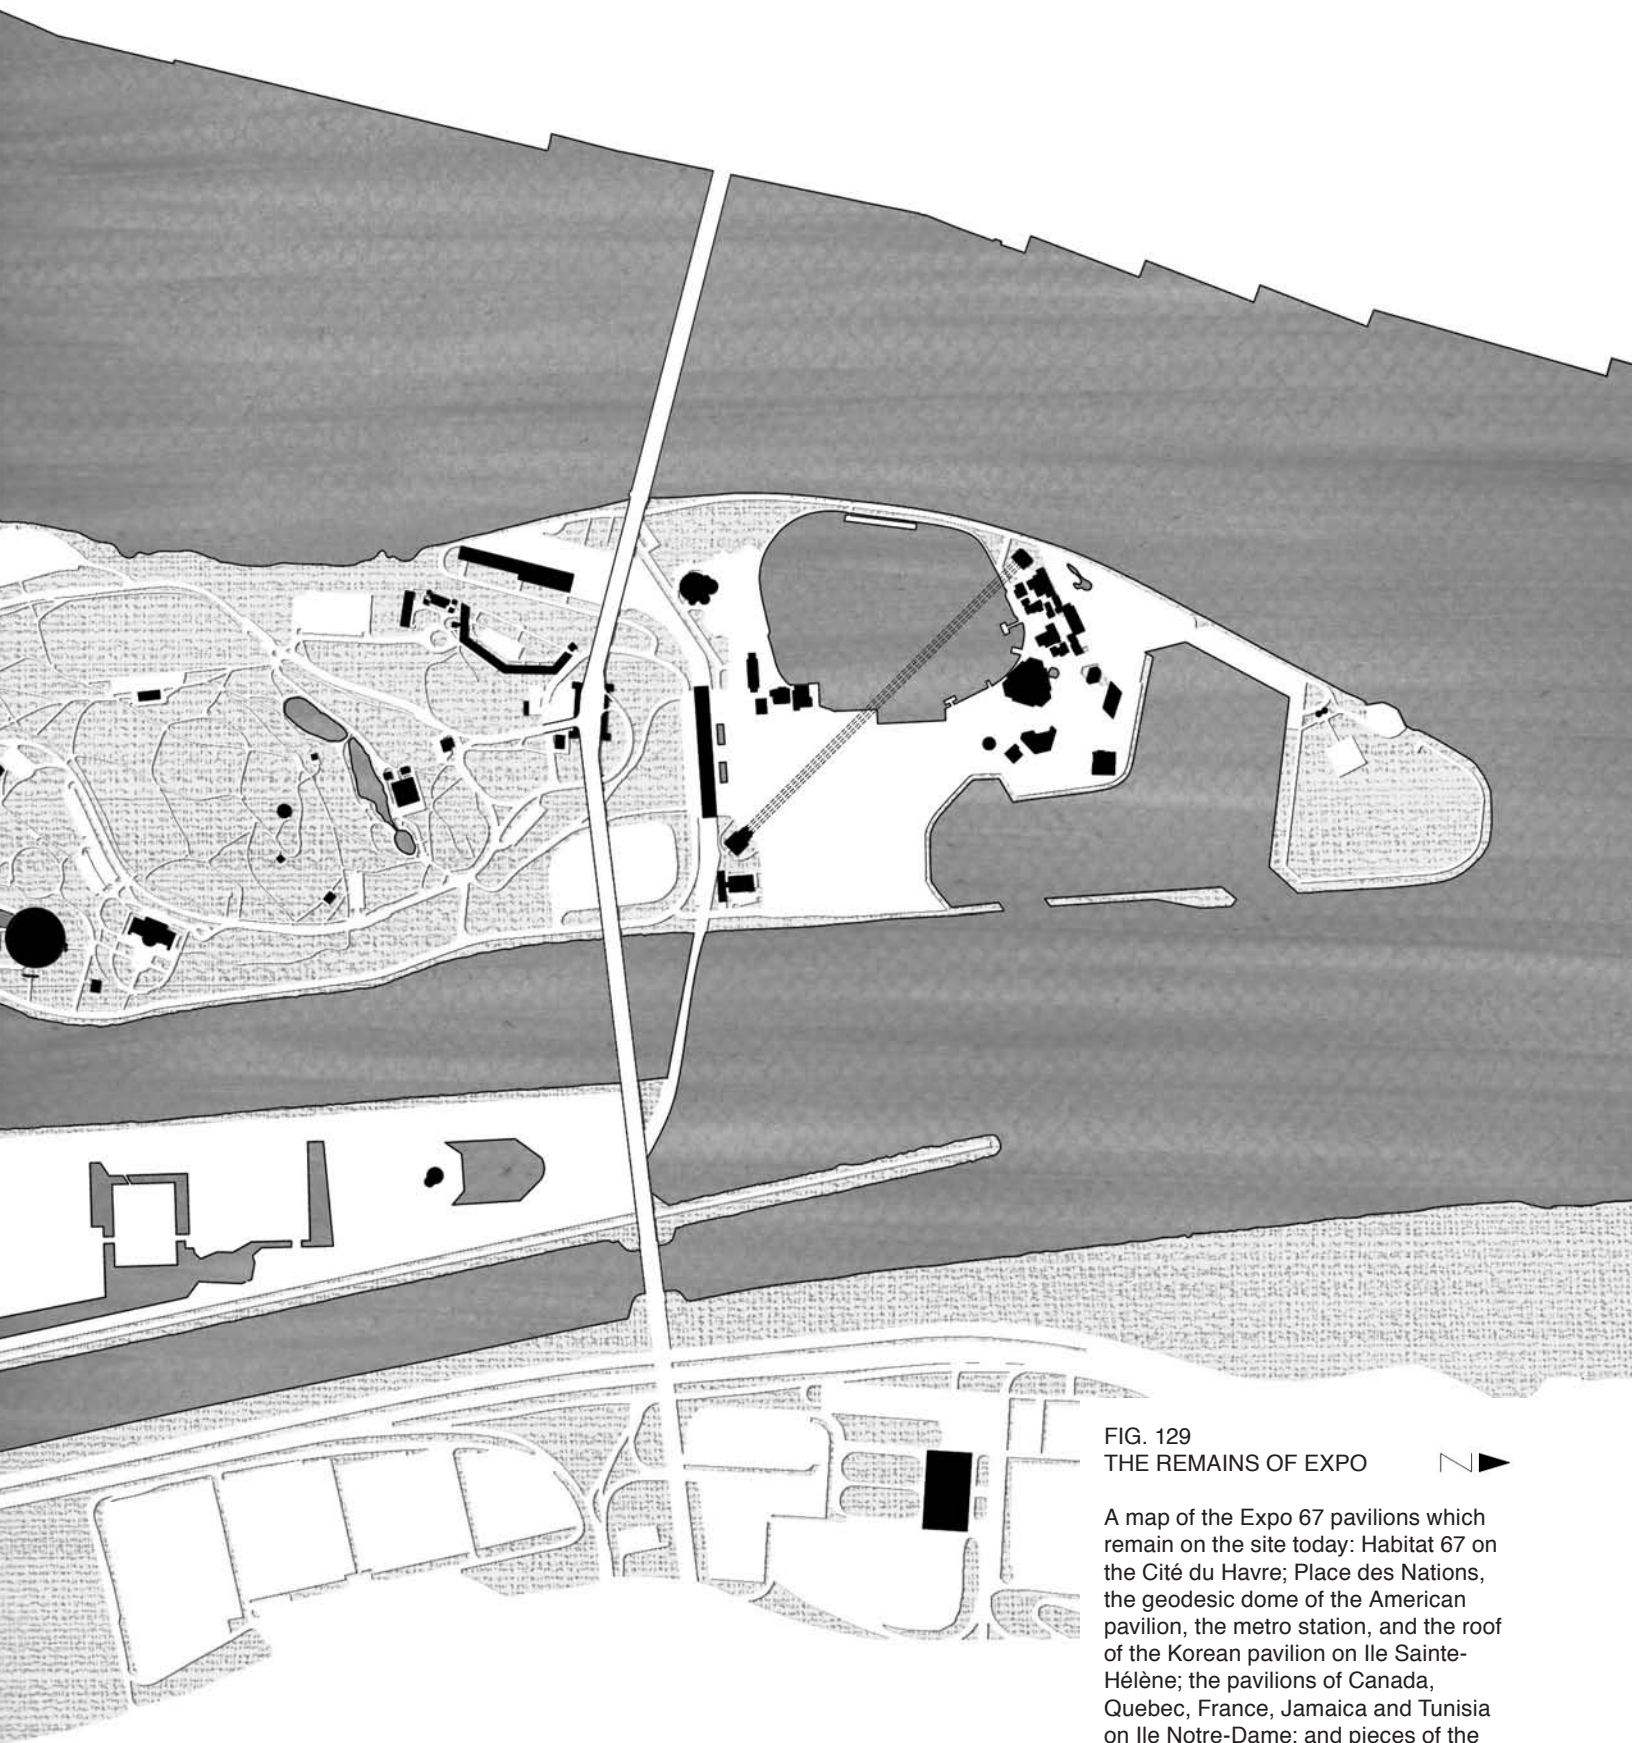 FIG. 129
THE REMAINS OF EXPO
N
A map of the Expo 67 pavilions which
remain on the site today: Habitat 67 on
the Cité du Havre; Place des Nations,
the geodesic dome of the American
pavilion, the metro station, and the roof
of the Korean pavilion on Ile Sainte-
Hélène; the pavilions of Canada,
Quebec, France, Jamaica and Tunisia
on Ile Notre-Dame; and pieces of the